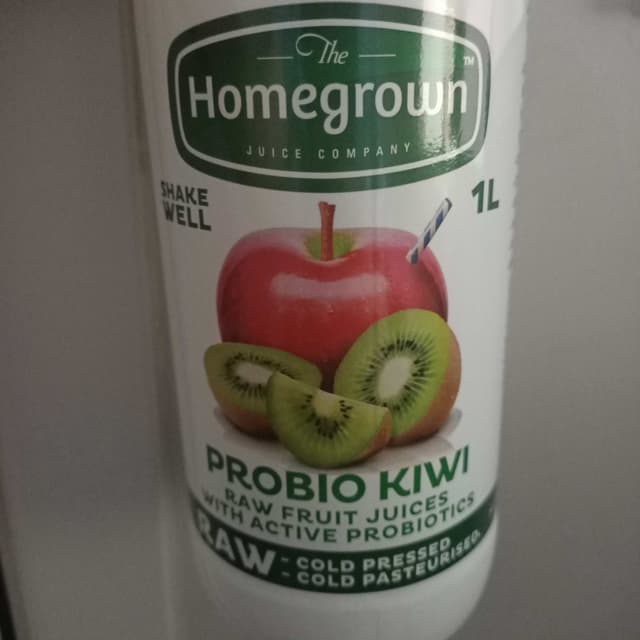 The
Homegrown™
JUICE COMPANY
SHAKE
WELL
1L
PROBIO KIWI
RAW FRUIT JUICES
WITH ACTIVE PROBIOTICS
RAW - COLD PRESSED
- COLD PASTEURISED